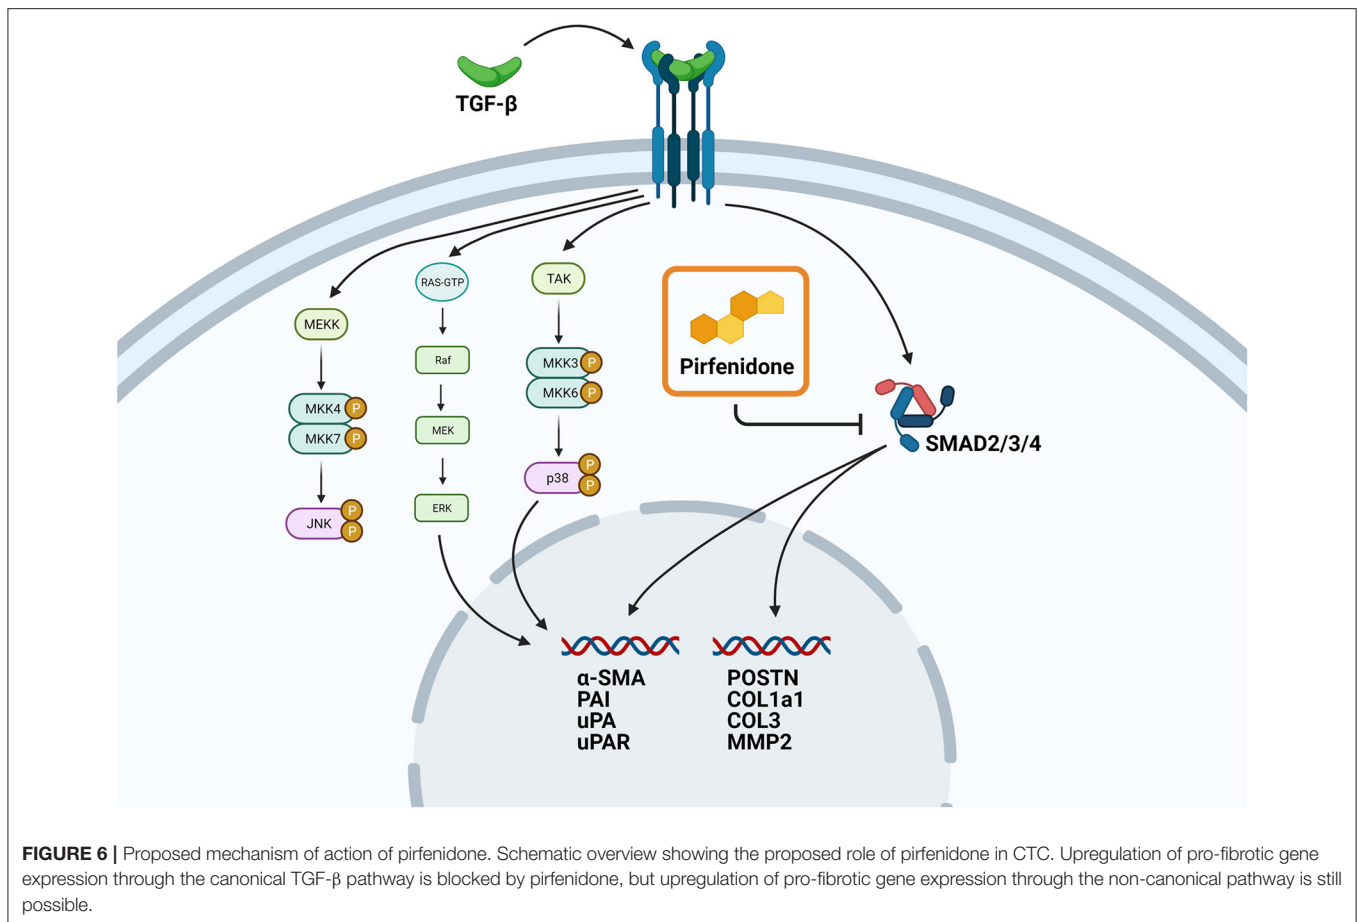 TGF-β
RAS-GTP
TAK
MEKK
Raf
MKK3 P
MKK6 P
Pirfenidone
MKK4 P
MKK7 P
MEK
SMAD2/3/4
p38 P
P
ERK
JNK P
P
α-SMA
PAI
uPA
uPAR
POSTN
COL1a1
COL3
MMP2
FIGURE 6 | Proposed mechanism of action of pirfenidone. Schematic overview showing the proposed role of pirfenidone in CTC. Upregulation of pro-fibrotic gene
expression through the canonical TGF-β pathway is blocked by pirfenidone, but upregulation of pro-fibrotic gene expression through the non-canonical pathway is still
possible.